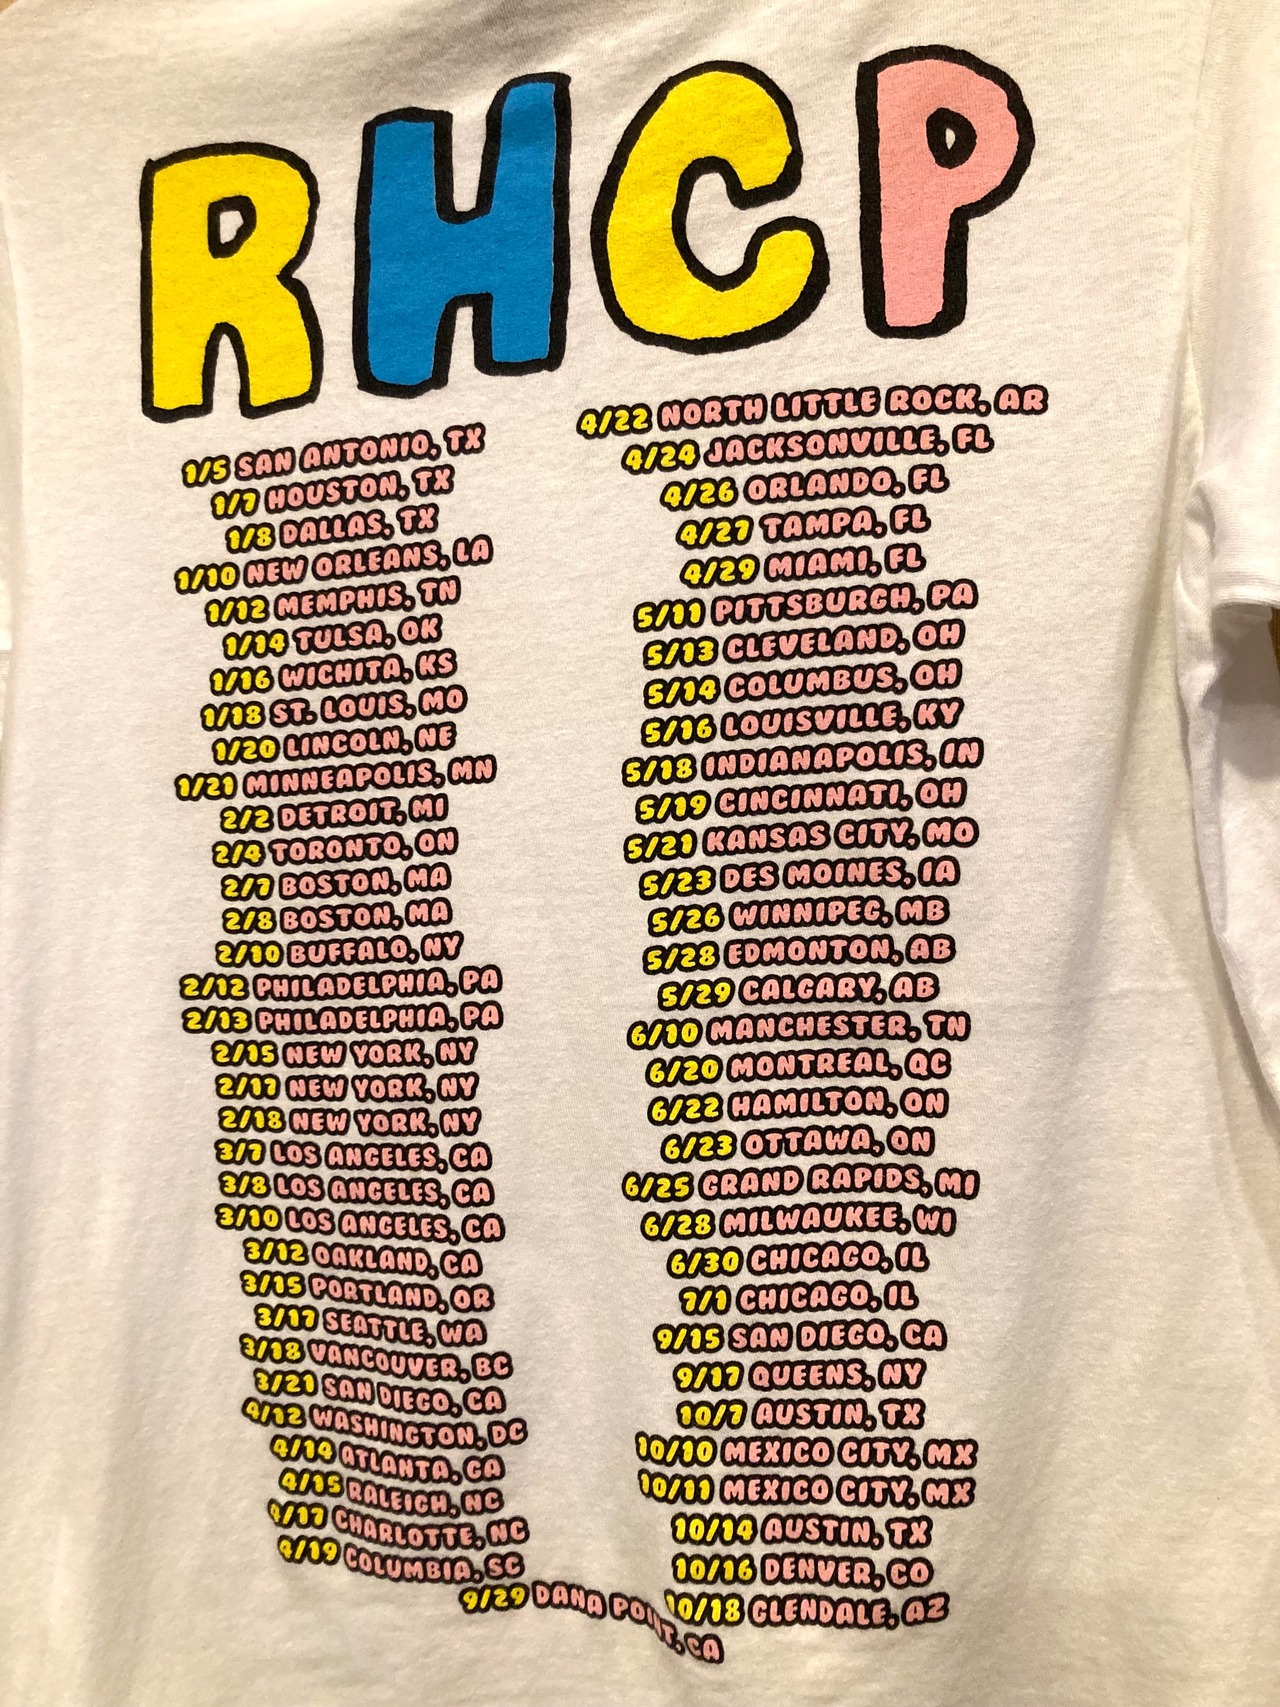 RHCP
1/5 SAN ANTONIO, TX
1/7 HOUSTON, TX
1/8 DALLAS, TX
1/10 NEW ORLEANS, LA
1/12 MEMPHIS, TN
1/14 TULSA, OK
1/16 WICHITA, KS
1/18 ST. LOUIS, MO
1/20 LINCOLN, NE
1/21 MINNEAPOLIS, MN
2/2 DETROIT, MI
2/4 TORONTO, ON
2/7 BOSTON, MA
2/8 BOSTON, MA
2/10 BUFFALO, NY
2/12 PHILADELPHIA, PA
2/13 PHILADELPHIA, PA
2/15 NEW YORK, NY
2/17 NEW YORK, NY
2/18 NEW YORK, NY
3/7 LOS ANGELES, CA
3/8 LOS ANGELES, CA
3/10 LOS ANGELES, CA
3/12 OAKLAND, CA
3/15 PORTLAND, OR
3/17 SEATTLE, WA
3/18 VANCOUVER, BC
3/21 SAN DIEGO, CA
4/12 WASHINGTON, DC
4/14 ATLANTA, GA
4/15 RALEIGH, NC
4/17 CHARLOTTE, NC
4/19 COLUMBIA, SC
4/22 NORTH LITTLE ROCK, AR
4/24 JACKSONVILLE, FL
4/26 ORLANDO, FL
4/27 TAMPA, FL
4/29 MIAMI, FL
5/11 PITTSBURGH, PA
5/13 CLEVELAND, OH
5/14 COLUMBUS, OH
5/16 LOUISVILLE, KY
5/18 INDIANAPOLIS, IN
5/19 CINCINNATI, OH
5/21 KANSAS CITY, MO
5/23 DES MOINES, IA
5/26 WINNIPEG, MB
5/28 EDMONTON, AB
5/29 CALGARY, AB
6/10 MANCHESTER, TN
6/20 MONTREAL, QC
6/22 HAMILTON, ON
6/23 OTTAWA, ON
6/25 GRAND RAPIDS, MI
6/28 MILWAUKEE, WI
6/30 CHICAGO, IL
7/1 CHICAGO, IL
9/15 SAN DIEGO, CA
9/17 QUEENS, NY
10/7 AUSTIN, TX
10/10 MEXICO CITY, MX
10/11 MEXICO CITY, MX
10/14 AUSTIN, TX
10/16 DENVER, CO
10/18 GLENDALE, AZ
9/29 DANA POINT, CA